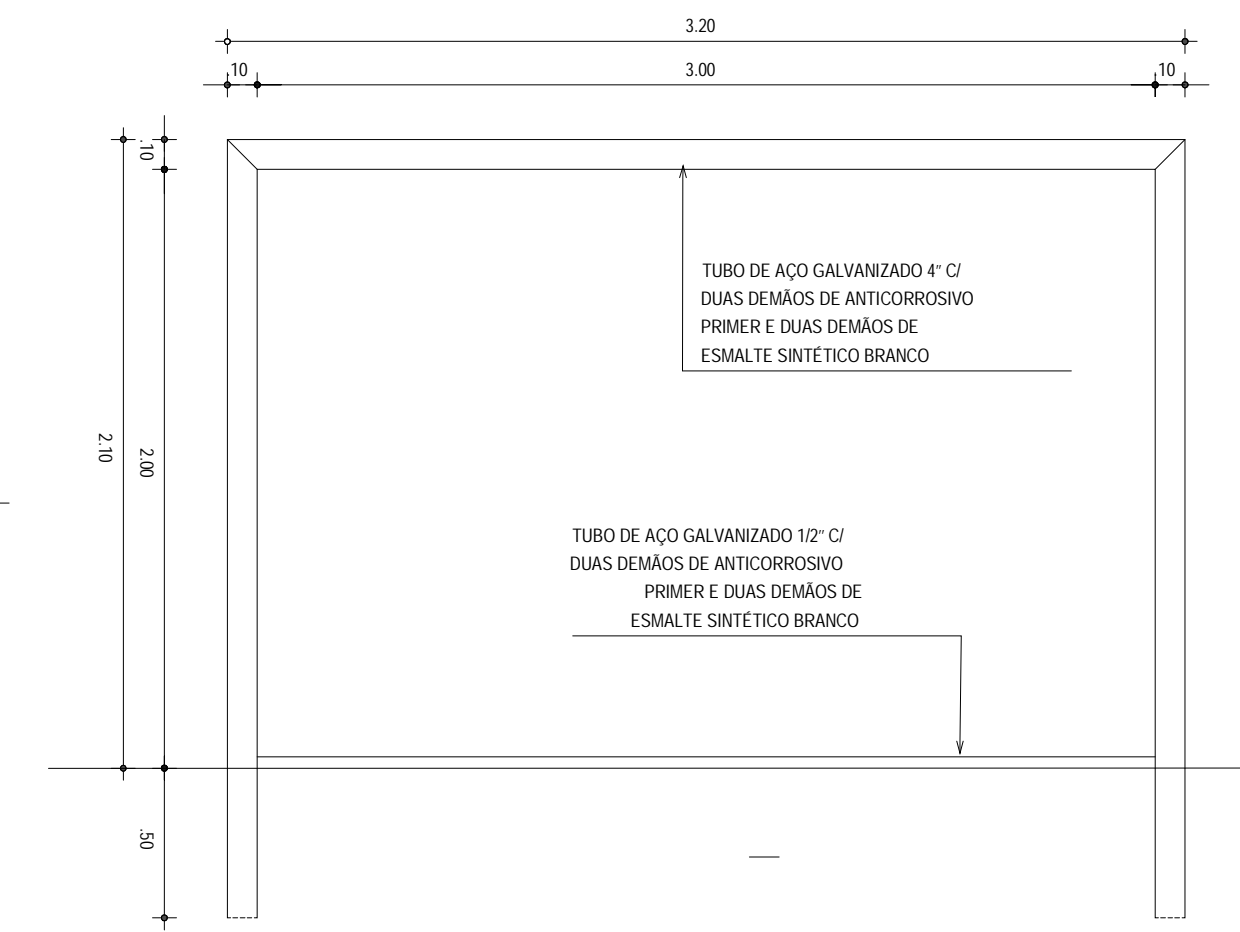 3.20
.10
3.00
.10
.10
2.10
2.00
.50
TUBO DE AÇO GALVANIZADO 4" C/
DUAS DEMÃOS DE ANTICORROSIVO
PRIMER E DUAS DEMÃOS DE
ESMALTE SINTÉTICO BRANCO
TUBO DE AÇO GALVANIZADO 1/2" C/
DUAS DEMÃOS DE ANTICORROSIVO
PRIMER E DUAS DEMÃOS DE
ESMALTE SINTÉTICO BRANCO